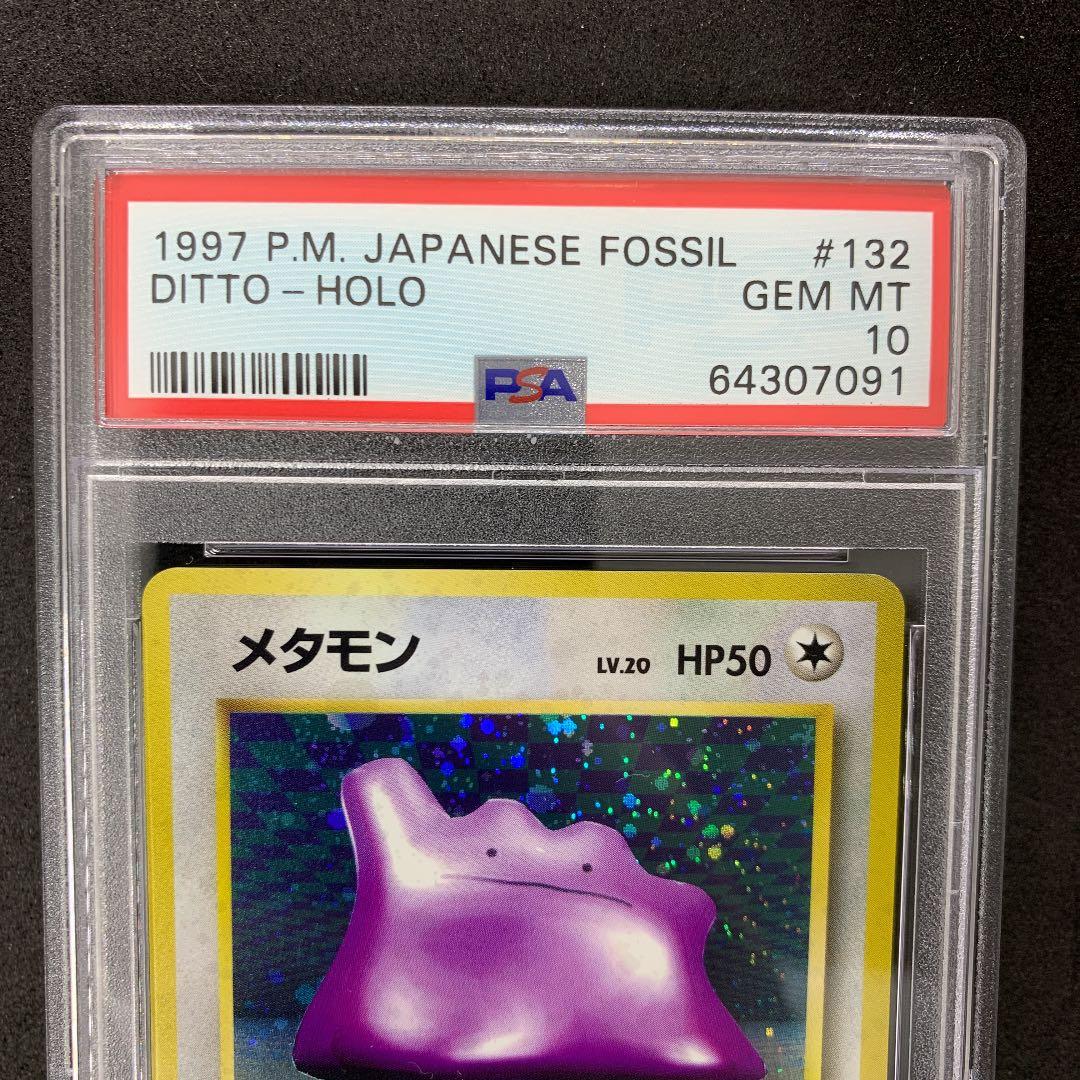 1997 P.M. JAPANESE FOSSIL #132
DITTO – HOLO GEM MT
10
PSA 64307091
メタモン LV.20 HP50